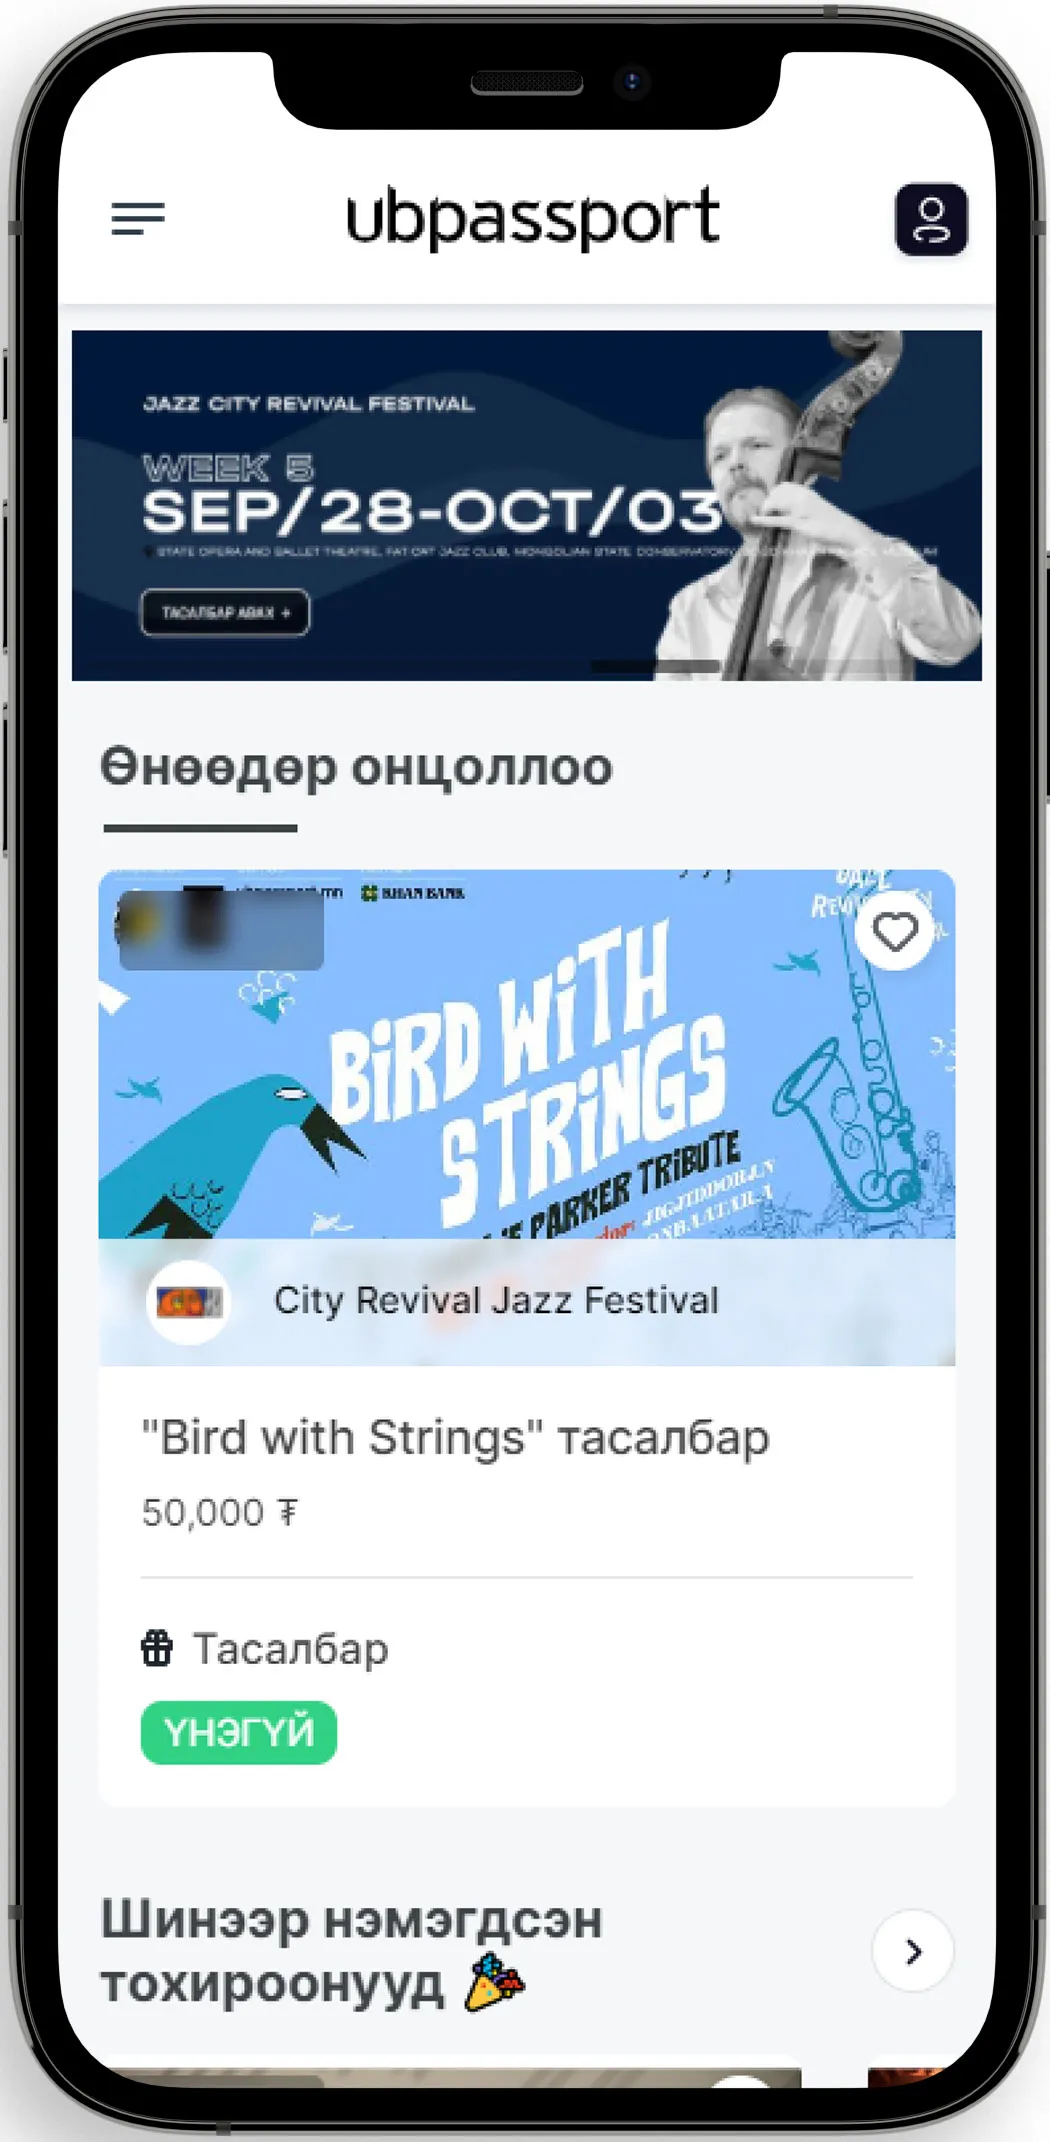 ubpassport
JAZZ CITY REVIVAL FESTIVAL
WEEK 5
SEP/28-OCT/03
STATE OPERA AND BALLET THEATRE, FAT CAT JAZZ CLUB, MONGOLIAN STATE CONSERVATORY
ТАСАЛБАР АВАХ +
Өнөөдөр онцоллоо
KHAN BANK
JAZZ
BIRD WITH
STRINGS
PARKER TRIBUTE
City Revival Jazz Festival
"Bird with Strings" тасалбар
50,000 ₮
Тасалбар
ҮНЭГҮЙ
Шинээр нэмэгдсэн
тохироонууд